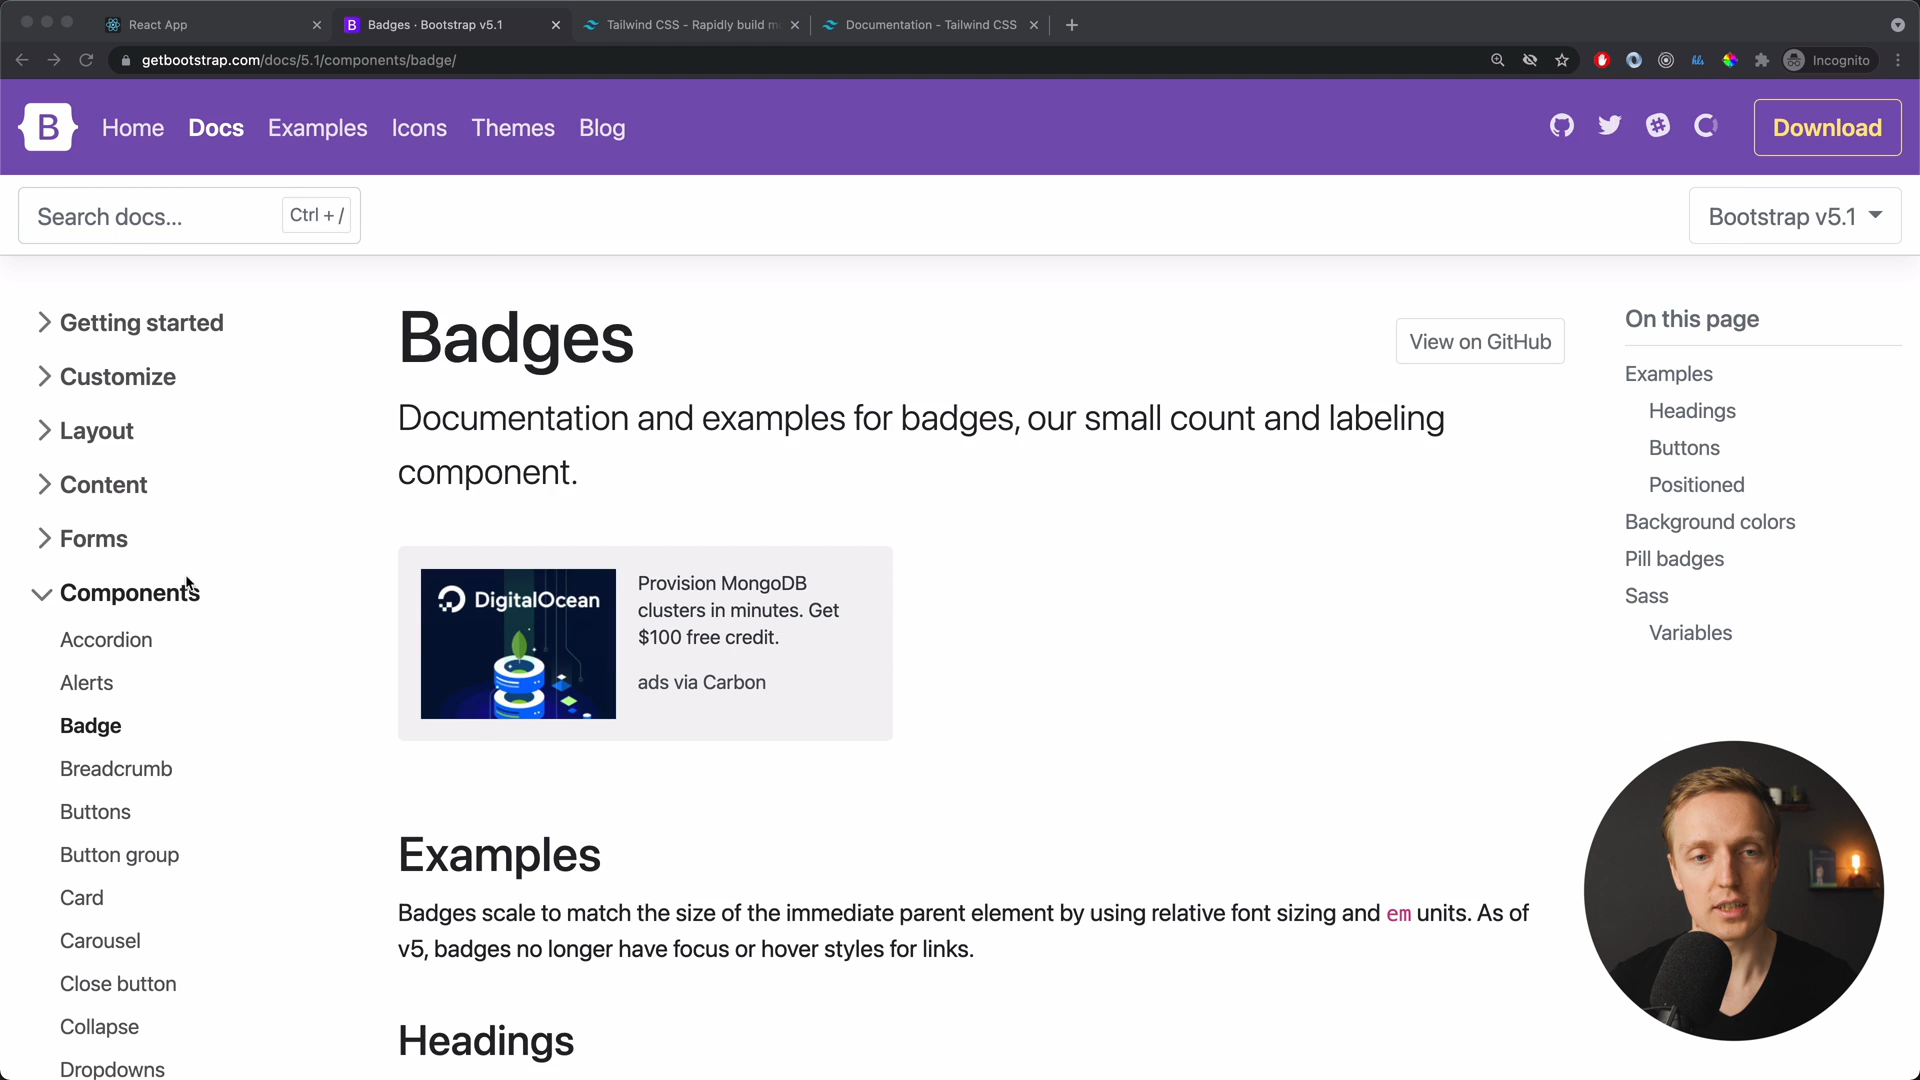 React App
Badges · Bootstrap v5.1
Tailwind CSS - Rapidly build m
Documentation - Tailwind CSS
getbootstrap.com/docs/5.1/components/badge/
Incognito
B
Home
Docs
Examples
Icons
Themes
Blog
Download
Search docs...
Ctrl + /
Bootstrap v5.1
Getting started
Customize
Layout
Content
Forms
Components
Accordion
Alerts
Badge
Breadcrumb
Buttons
Button group
Card
Carousel
Close button
Collapse
Dropdowns
Badges
View on GitHub
Documentation and examples for badges, our small count and labeling
component.
DigitalOcean
Provision MongoDB
clusters in minutes. Get
$100 free credit.
ads via Carbon
Examples
Badges scale to match the size of the immediate parent element by using relative font sizing and em units. As of
v5, badges no longer have focus or hover styles for links.
Headings
On this page
Examples
Headings
Buttons
Positioned
Background colors
Pill badges
Sass
Variables